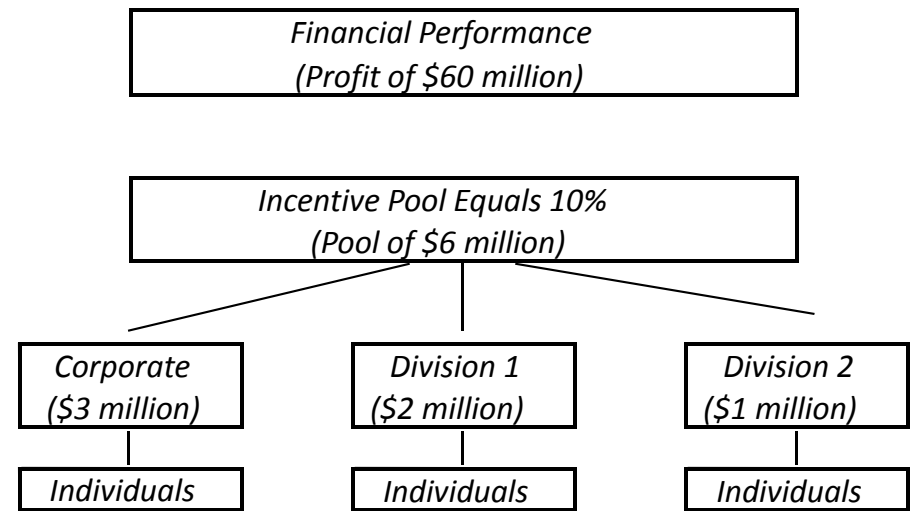 Financial Performance
(Profit of $60 million)
Incentive Pool Equals 10%
(Pool of $6 million)
Corporate
($3 million)
Division 1
($2 million)
Division 2
($1 million)
Individuals
Individuals
Individuals